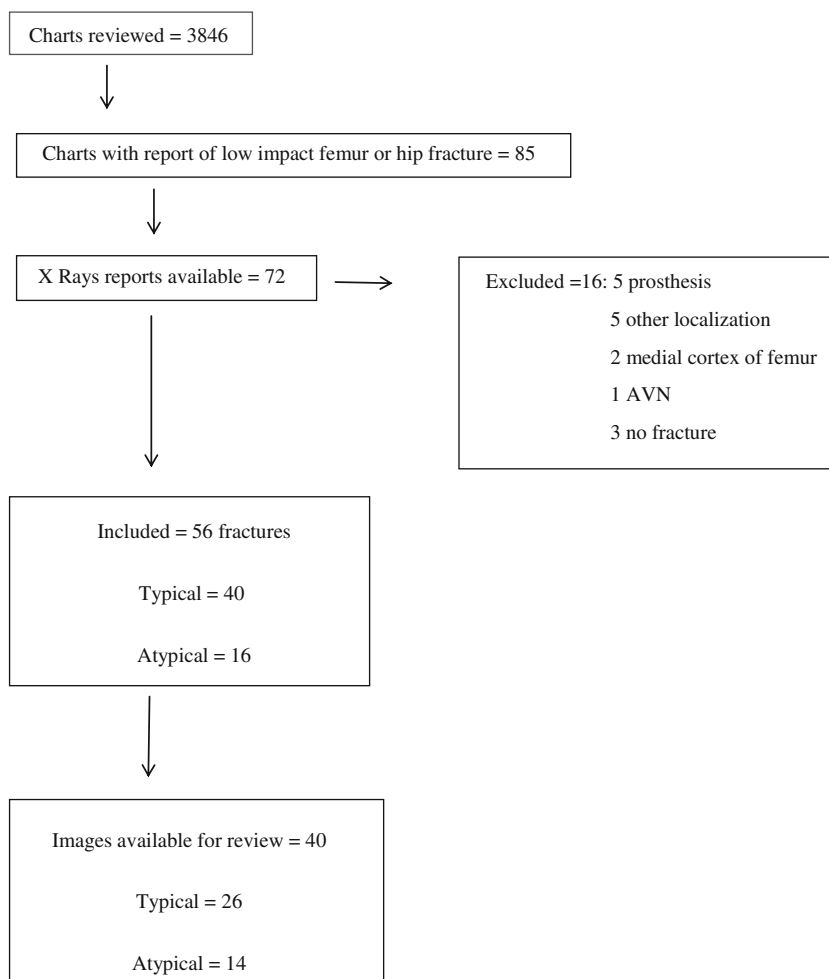 Charts reviewed = 3846
Charts with report of low impact femur or hip fracture = 85
X Rays reports available = 72
Excluded =16: 5 prosthesis
5 other localization
2 medial cortex of femur
1 AVN
3 no fracture
Included = 56 fractures
Typical = 40
Atypical = 16
Images available for review = 40
Typical = 26
Atypical = 14